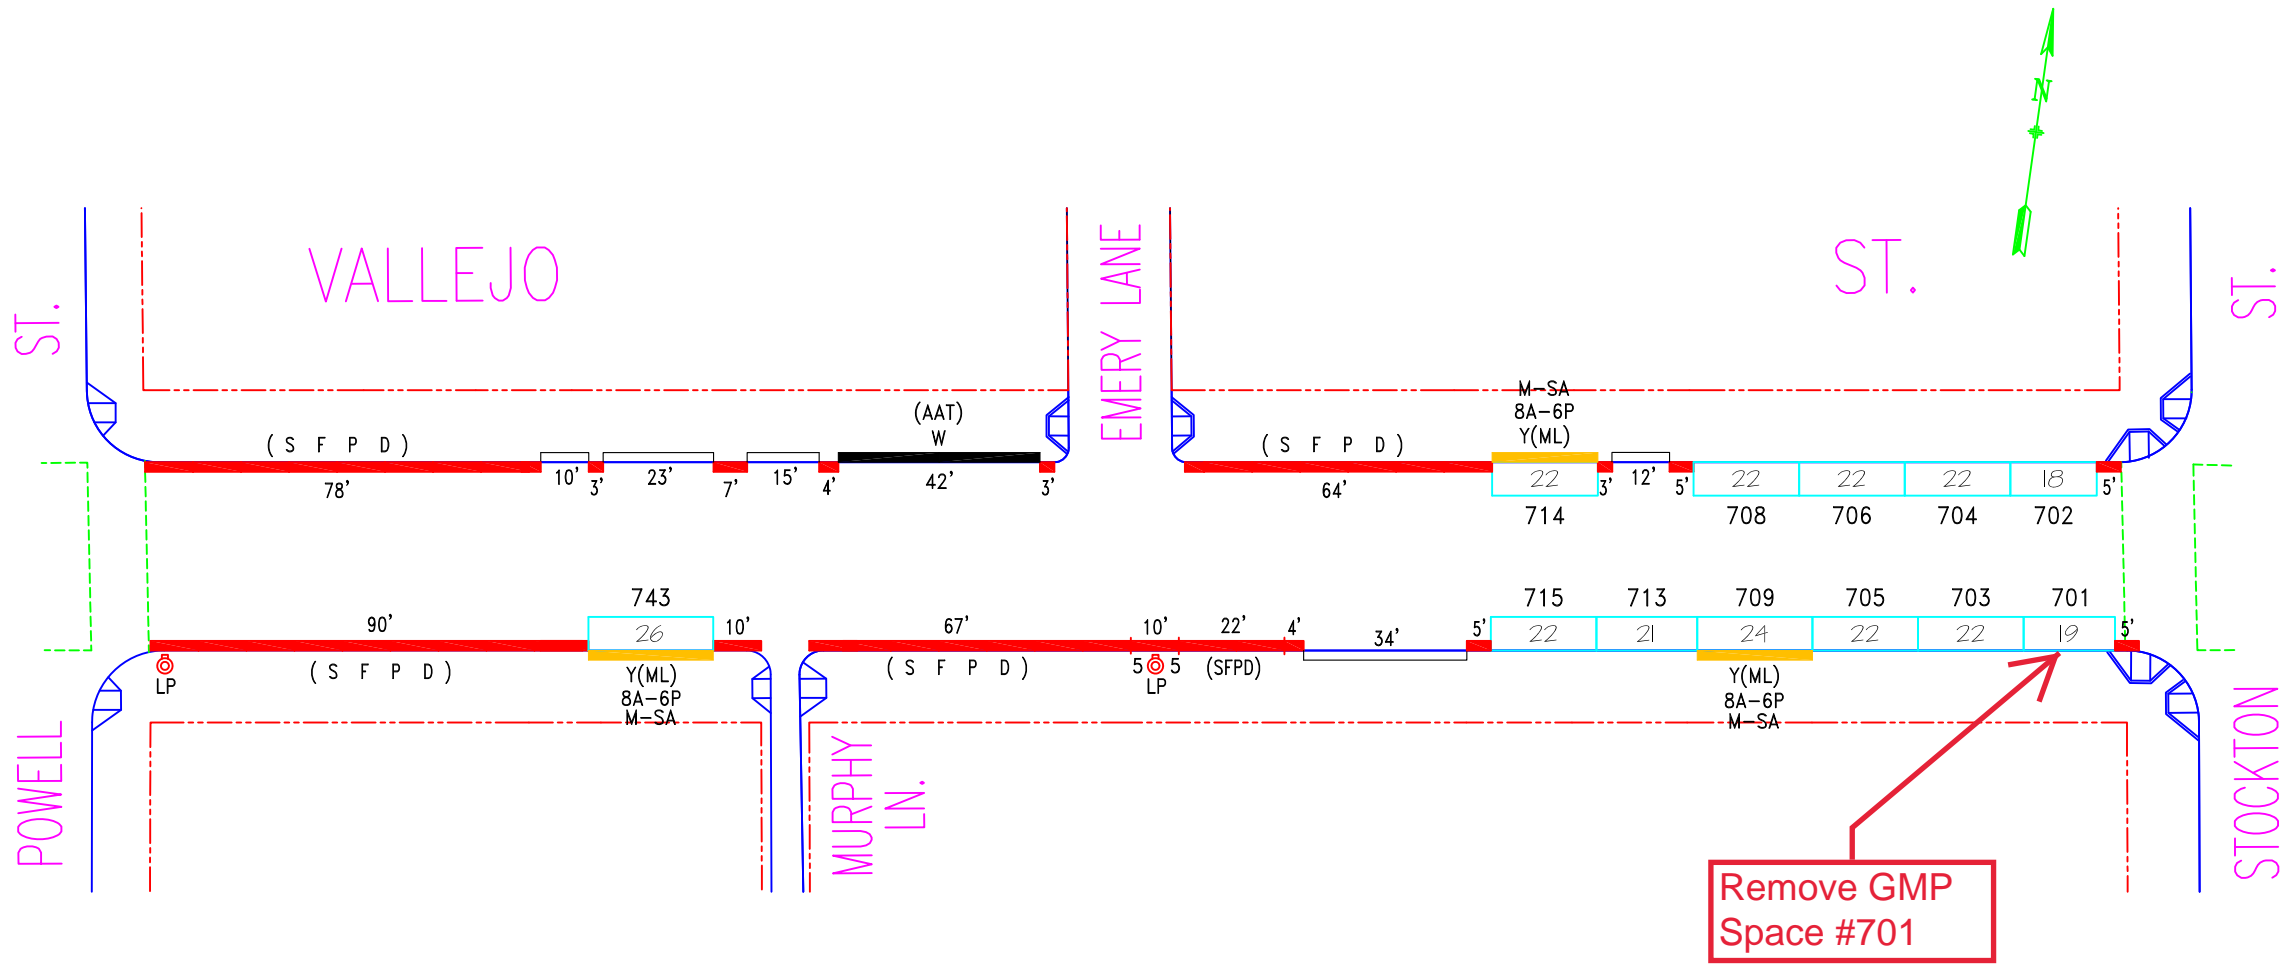 N
VALLEJO
ST.
ST.
ST.
EMERY LANE
(SFPD)
78'
10'
3'
23'
7'
15'
4'
(AAT)
W
42'
3'
(SFPD)
64'
M-SA
8A-6P
Y(ML)
22
714
3'
12'
5'
22
22
22
18
5'
708
706
704
702
90'
(SFPD)
LP
743
26
Y(ML)
8A-6P
M-SA
10'
67'
(SFPD)
10'
5
5
LP
22'
(SFPD)
4'
34'
5'
715
713
709
705
703
701
22
21
24
22
22
19
5'
Y(ML)
8A-6P
M-SA
POWELL
MURPHY
LN.
STOCKTON
Remove GMP
Space #701